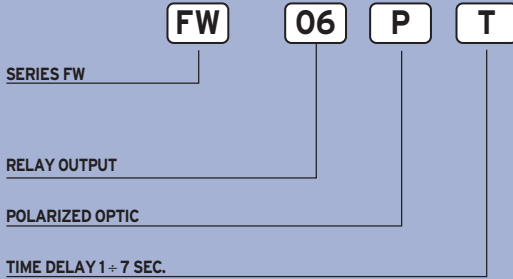 FW 06 P T
SERIES FW
RELAY OUTPUT
POLARIZED OPTIC
TIME DELAY 1 ÷ 7 SEC.